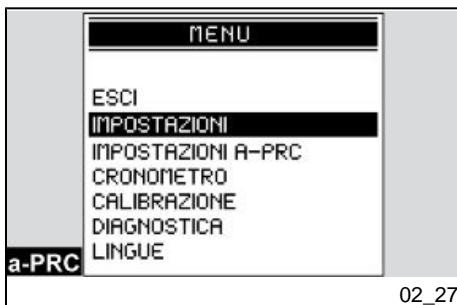 MENU
ESCI
IMPOSTAZIONI
IMPOSTAZIONI A-PRC
CRONOMETRO
CALIBRAZIONE
DIAGNOSTICA
LINGUE
a-PRC
02_27